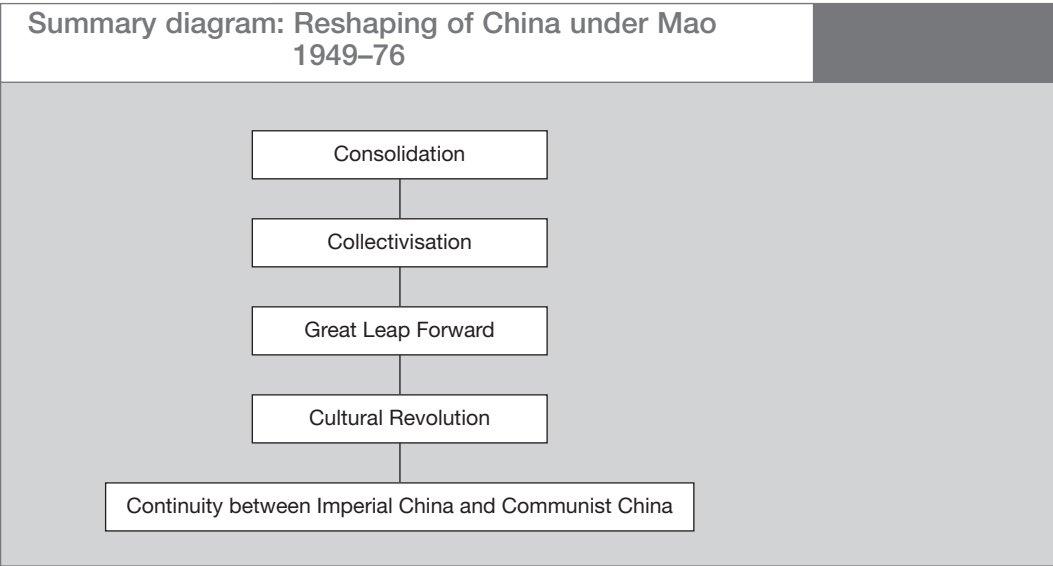 Summary diagram: Reshaping of China under Mao
1949–76
Consolidation
Collectivisation
Great Leap Forward
Cultural Revolution
Continuity between Imperial China and Communist China